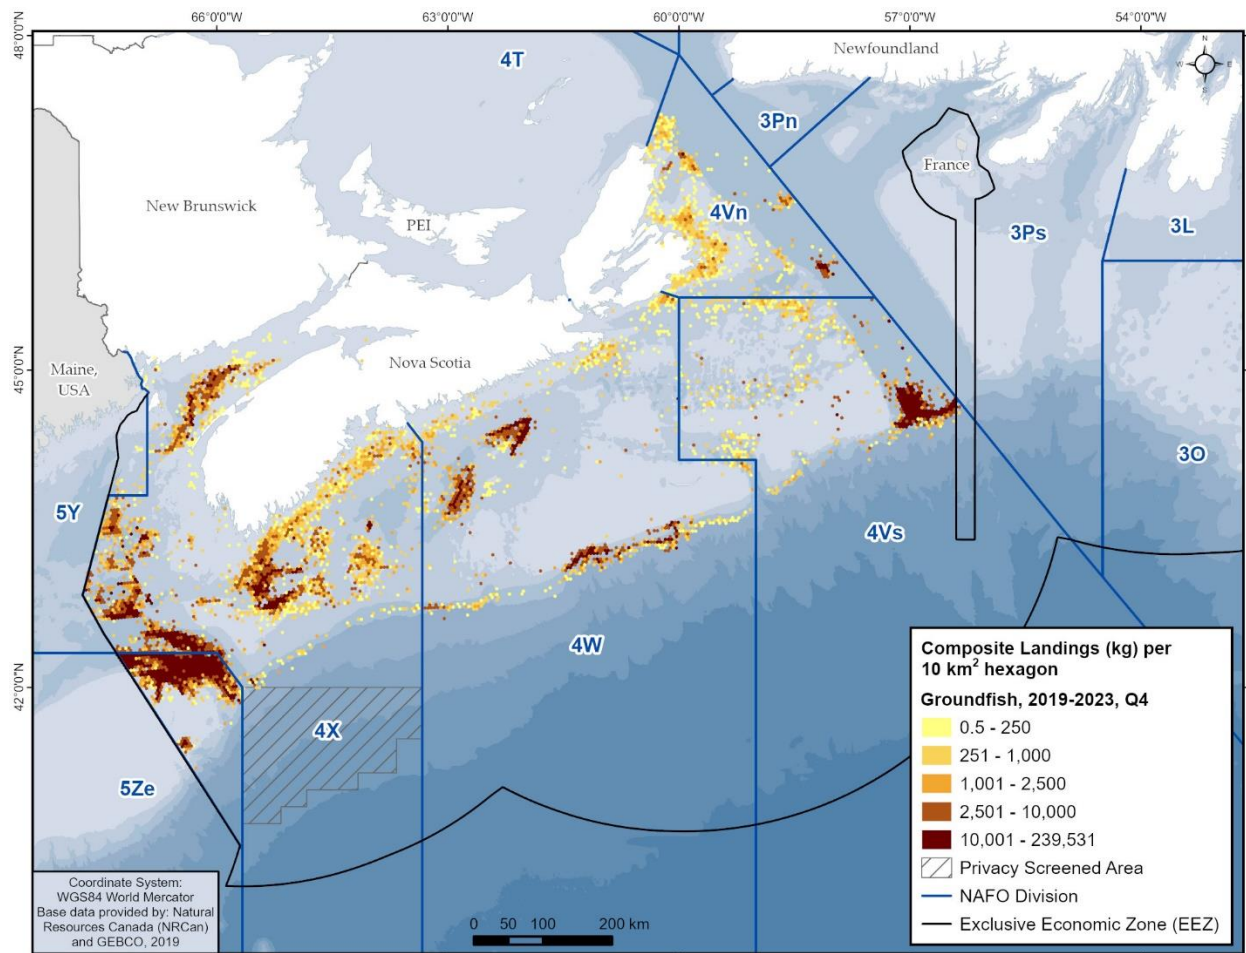 66°0'0"W 63°0'0"W 60°0'0"W 57°0'0"W 54°0'0"W
48°0'0"N
Newfoundland
N
W E
S
4T
3Pn
France
New Brunswick
PEI
4Vn
3Ps
3L
Maine,
USA
45°0'0"N
Nova Scotia
3O
5Y
4Vs
4W
42°0'0"N
4X
5Ze
Composite Landings (kg) per
10 km² hexagon
Groundfish, 2019-2023, Q4
0.5 - 250
251 - 1,000
1,001 - 2,500
2,501 - 10,000
10,001 - 239,531
Privacy Screened Area
NAFO Division
Exclusive Economic Zone (EEZ)
Coordinate System:
WGS84 World Mercator
Base data provided by: Natural
Resources Canada (NRCan)
and GEBCO, 2019
0 50 100 200 km